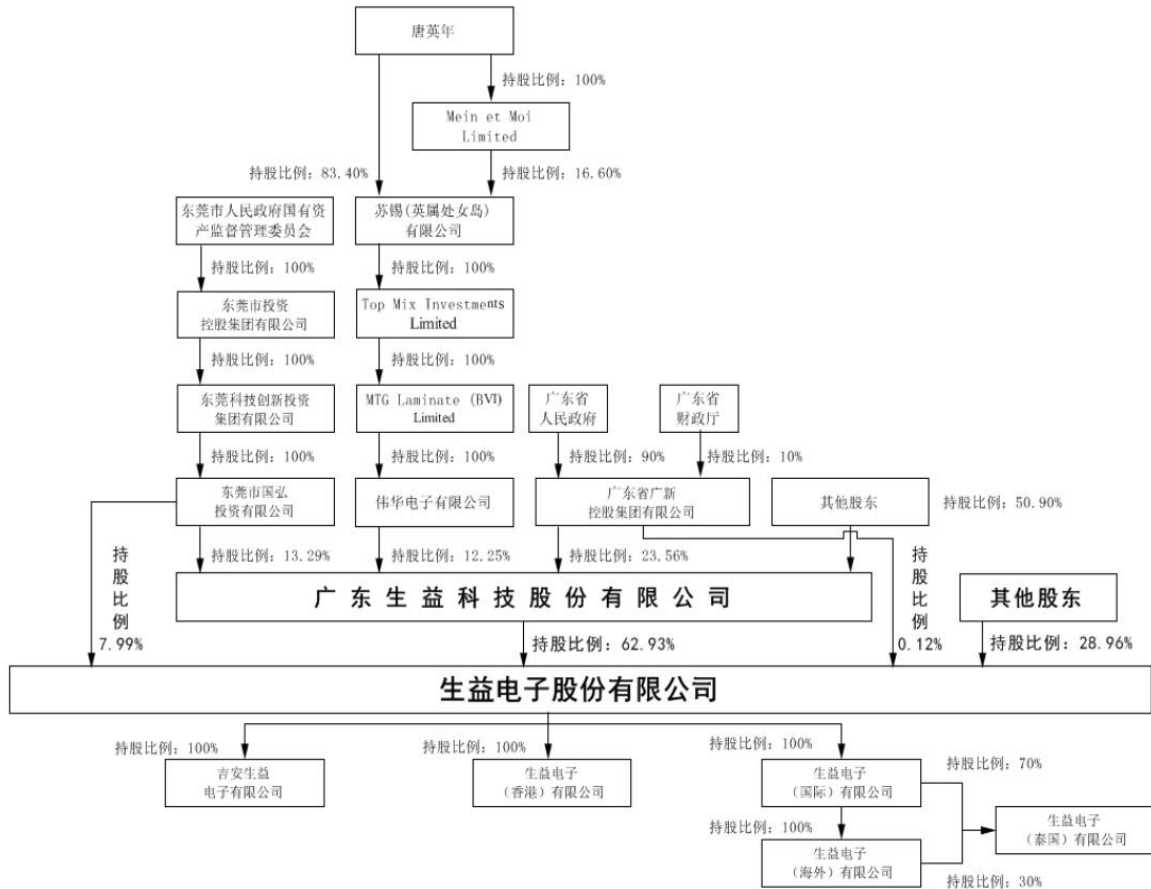 唐英年
持股比例：100%
Mein et Moi
Limited
持股比例：83.40%
持股比例：16.60%
东莞市人民政府国有资
产监督管理委员会
苏锡(英属处女岛)
有限公司
持股比例：100%
持股比例：100%
东莞市投资
控股集团有限公司
Top Mix Investments
Limited
持股比例：100%
持股比例：100%
东莞科技创新投资
集团有限公司
MTG Laminate (BVI)
Limited
广东省
人民政府
广东省
财政厅
持股比例：100%
持股比例：100%
持股比例：90%
持股比例：10%
东莞市国弘
投资有限公司
伟华电子有限公司
广东省广新
控股集团有限公司
其他股东
持股比例：50.90%
持股比例：13.29%
持股比例：12.25%
持股比例：23.56%
持
股
比
例
7.99%
广东生益科技股份有限公司
持
股
比
例
0.12%
其他股东
持股比例：62.93%
持股比例：28.96%
生益电子股份有限公司
持股比例：100%
持股比例：100%
持股比例：100%
吉安生益
电子有限公司
生益电子
（香港）有限公司
生益电子
（国际）有限公司
持股比例：70%
持股比例：100%
生益电子
（泰国）有限公司
生益电子
（海外）有限公司
持股比例：30%